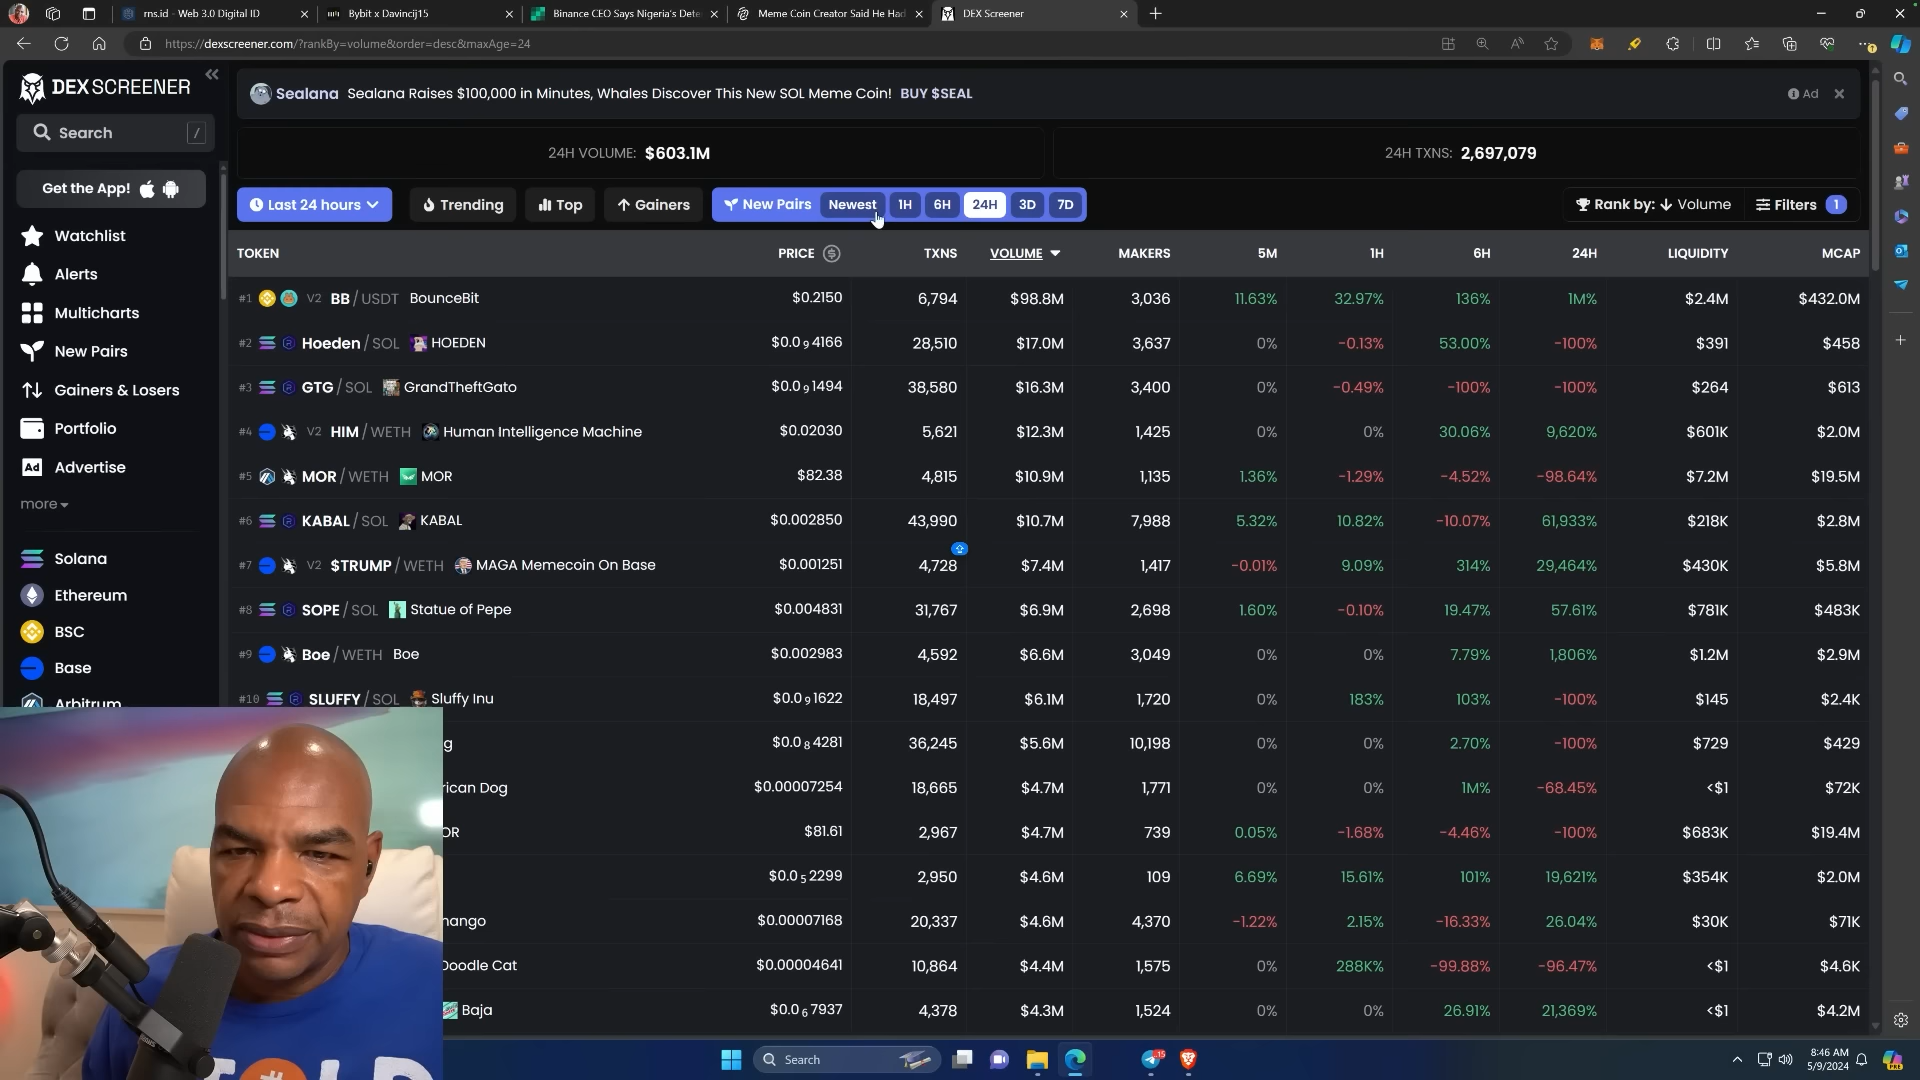 rns.id - Web 3.0 Digital ID
Bybit x Davincij15
Binance CEO Says Nigeria's Dete
Meme Coin Creator Said He Had
DEX Screener
https://dexscreener.com/?rankBy=volume&order=desc&maxAge=24
DEX SCREENER
Search /
Get the App!
Watchlist
Alerts
Multicharts
New Pairs
Gainers & Losers
Portfolio
Ad Advertise
more
Solana
Ethereum
BSC
Base
Arbitrum
Sealana Sealana Raises $100,000 in Minutes, Whales Discover This New SOL Meme Coin! BUY $SEAL Ad
24H VOLUME: $603.1M 24H TXNS: 2,697,079
Last 24 hours Trending Top Gainers New Pairs Newest 1H 6H 24H 3D 7D Rank by: Volume Filters 1
TOKEN PRICE TXNS VOLUME MAKERS 5M 1H 6H 24H LIQUIDITY MCAP
#1 V2 BB / USDT BounceBit $0.2150 6,794 $98.8M 3,036 11.63% 32.97% 136% 1M% $2.4M $432.0M
#2 Hoeden / SOL HOEDEN $0.0₉4166 28,510 $17.0M 3,637 0% -0.13% 53.00% -100% $391 $458
#3 GTG / SOL GrandTheftGato $0.0₉1494 38,580 $16.3M 3,400 0% -0.49% -100% -100% $264 $613
#4 V2 HIM / WETH Human Intelligence Machine $0.02030 5,621 $12.3M 1,425 0% 0% 30.06% 9,620% $601K $2.0M
#5 MOR / WETH MOR $82.38 4,815 $10.9M 1,135 1.36% -1.29% -4.52% -98.64% $7.2M $19.5M
#6 KABAL / SOL KABAL $0.002850 43,990 $10.7M 7,988 5.32% 10.82% -10.07% 61,933% $218K $2.8M
#7 V2 $TRUMP / WETH MAGA Memecoin On Base $0.001251 4,728 $7.4M 1,417 -0.01% 9.09% 314% 29,464% $430K $5.8M
#8 SOPE / SOL Statue of Pepe $0.004831 31,767 $6.9M 2,698 1.60% -0.10% 19.47% 57.61% $781K $483K
#9 Boe / WETH Boe $0.002983 4,592 $6.6M 3,049 0% 0% 7.79% 1,806% $1.2M $2.9M
#10 SLUFFY / SOL Sluffy Inu $0.0₉1622 18,497 $6.1M 1,720 0% 183% 103% -100% $145 $2.4K
g $0.0₈4281 36,245 $5.6M 10,198 0% 0% 2.70% -100% $729 $429
rican Dog $0.00007254 18,665 $4.7M 1,771 0% 0% 1M% -68.45% <$1 $72K
OR $81.61 2,967 $4.7M 739 0.05% -1.68% -4.46% -100% $683K $19.4M
$0.0₅2299 2,950 $4.6M 109 6.69% 15.61% 101% 19,621% $354K $2.0M
hango $0.00007168 20,337 $4.6M 4,370 -1.22% 2.15% -16.33% 26.04% $30K $71K
Doodle Cat $0.00004641 10,864 $4.4M 1,575 0% 288K% -99.88% -96.47% <$1 $4.6K
Baja $0.0₆7937 4,378 $4.3M 1,524 0% 0% 26.91% 21,369% <$1 $4.2M
Search
15
8:46 AM
5/9/2024